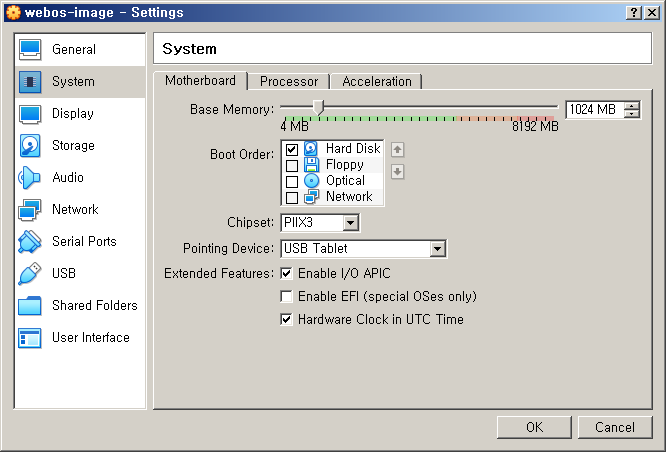 webos-image - Settings
General
System
Display
Storage
Audio
Network
Serial Ports
USB
Shared Folders
User Interface
System
Motherboard Processor Acceleration
Base Memory: 1024 MB
4 MB 8192 MB
Boot Order: Hard Disk
Floppy
Optical
Network
Chipset: PIIX3
Pointing Device: USB Tablet
Extended Features: Enable I/O APIC
Enable EFI (special OSes only)
Hardware Clock in UTC Time
OK Cancel